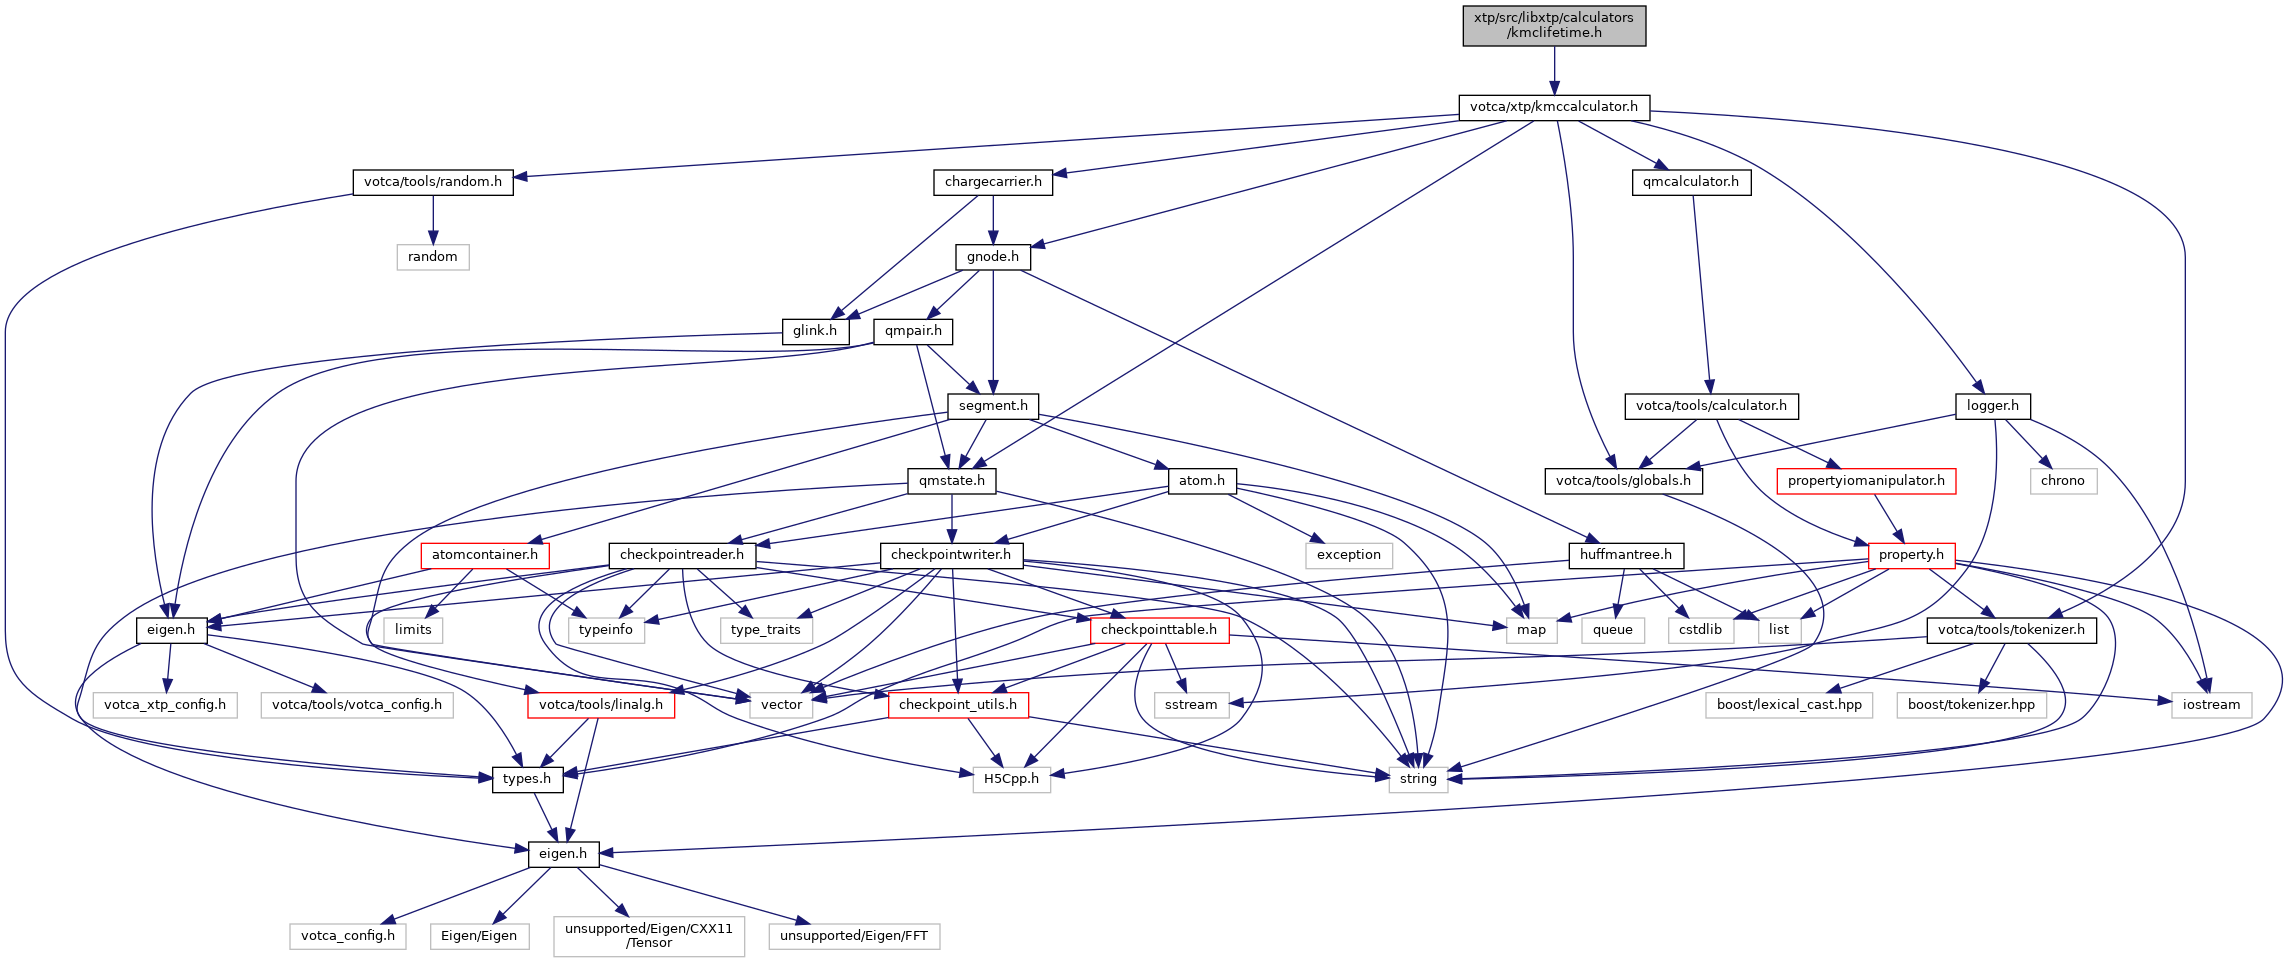 xtp/src/libxtp/calculators
/kmclifetime.h
votca/xtp/kmccalculator.h
votca/tools/random.h
chargecarrier.h
qmcalculator.h
random
gnode.h
glink.h
qmpair.h
segment.h
votca/tools/calculator.h
logger.h
qmstate.h
atom.h
votca/tools/globals.h
propertyiomanipulator.h
chrono
atomcontainer.h
checkpointreader.h
checkpointwriter.h
exception
huffmantree.h
property.h
eigen.h
limits
typeinfo
type_traits
checkpointtable.h
map
queue
cstdlib
list
votca/tools/tokenizer.h
votca_xtp_config.h
votca/tools/votca_config.h
votca/tools/linalg.h
vector
checkpoint_utils.h
sstream
boost/lexical_cast.hpp
boost/tokenizer.hpp
iostream
types.h
H5Cpp.h
string
eigen.h
votca_config.h
Eigen/Eigen
unsupported/Eigen/CXX11
/Tensor
unsupported/Eigen/FFT